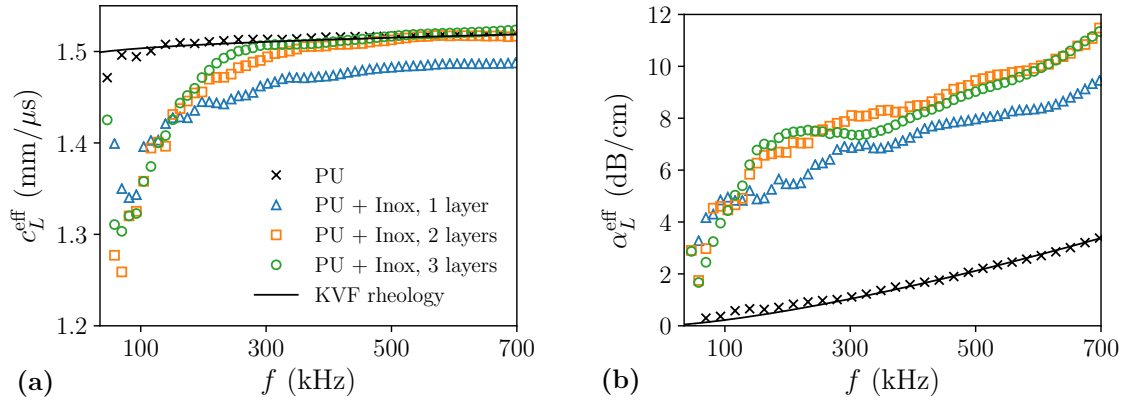 1.5
1.4
1.3
1.2
c_L^eff (mm/μs)
PU
PU + Inox, 1 layer
PU + Inox, 2 layers
PU + Inox, 3 layers
KVF rheology
100
300
500
700
f (kHz)
(a)
12
10
8
6
4
2
0
α_L^eff (dB/cm)
100
300
500
700
f (kHz)
(b)